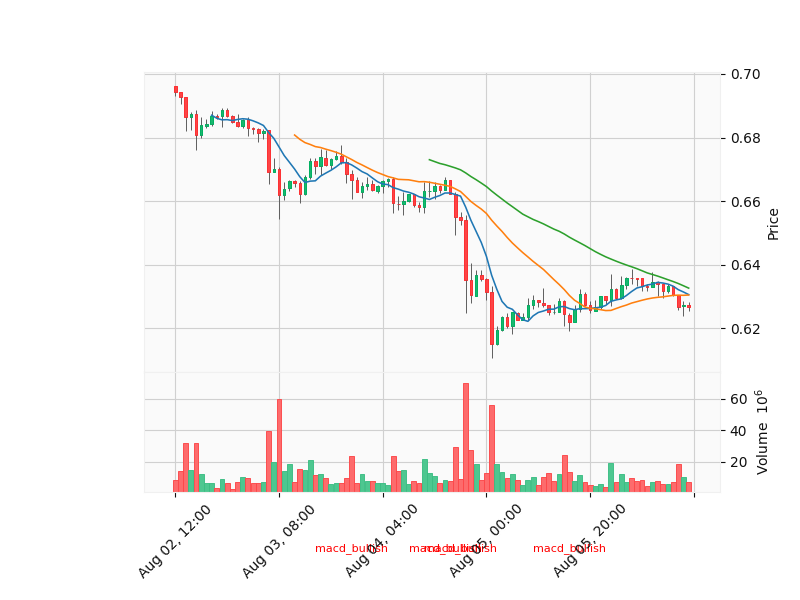 0.70
0.68
0.66
0.64
0.62
Price
60
40
20
Volume 10^6
Aug 02, 12:00
Aug 03, 08:00
Aug 04, 04:00
Aug 05, 00:00
Aug 05, 20:00
macd_bullish
macd_bullish
macd_bullish
macd_bullish